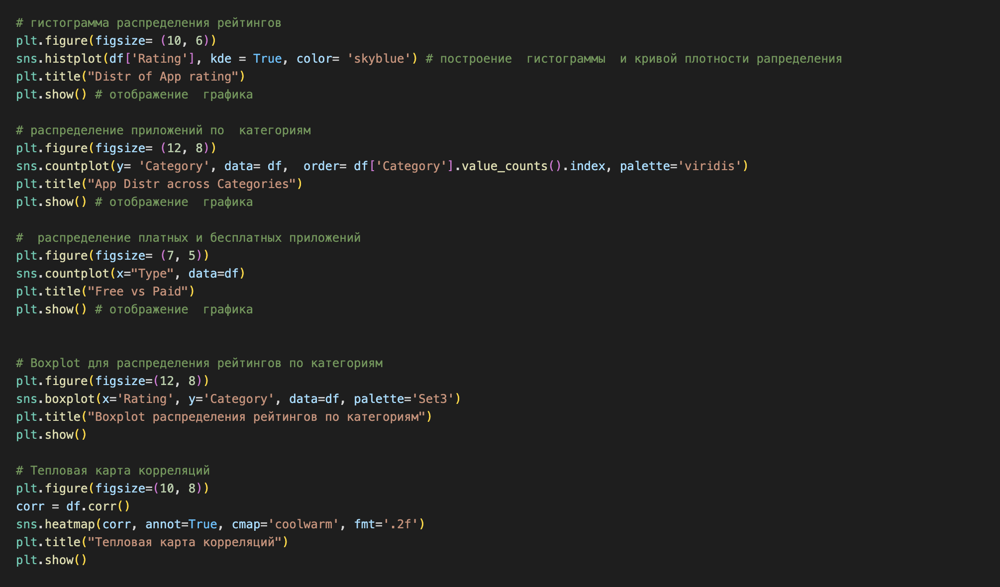 # гистограмма распределения рейтингов
plt.figure(figsize= (10, 6))
sns.histplot(df['Rating'], kde = True, color= 'skyblue') # построение  гистограммы  и кривой плотности рапределения
plt.title("Distr of App rating")
plt.show() # отображение  графика

# распределение приложений по  категориям
plt.figure(figsize= (12, 8))
sns.countplot(y= 'Category', data= df,  order= df['Category'].value_counts().index, palette='viridis')
plt.title("App Distr across Categories")
plt.show() # отображение  графика

#  распределение платных и бесплатных приложений
plt.figure(figsize= (7, 5))
sns.countplot(x="Type", data=df)
plt.title("Free vs Paid")
plt.show() # отображение  графика


# Boxplot для распределения рейтингов по категориям
plt.figure(figsize=(12, 8))
sns.boxplot(x='Rating', y='Category', data=df, palette='Set3')
plt.title("Boxplot распределения рейтингов по категориям")
plt.show()

# Тепловая карта корреляций
plt.figure(figsize=(10, 8))
corr = df.corr()
sns.heatmap(corr, annot=True, cmap='coolwarm', fmt='.2f')
plt.title("Тепловая карта корреляций")
plt.show()